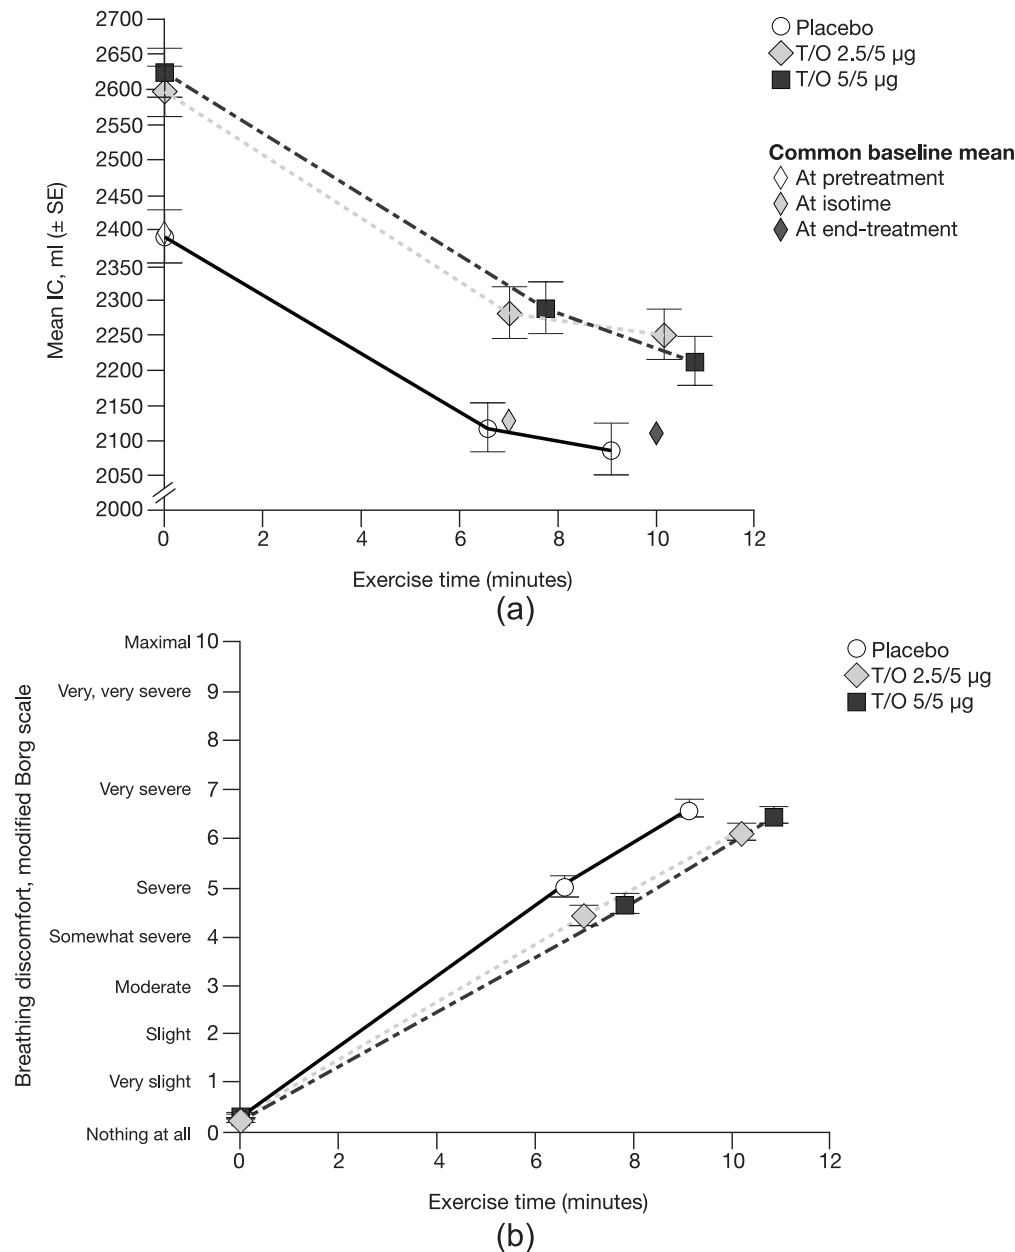 2700
2650
2600
2550
2500
2450
2400
2350
2300
2250
2200
2150
2100
2050
2000
Mean IC, ml (± SE)
0 2 4 6 8 10 12
Exercise time (minutes)
Placebo
T/O 2.5/5 µg
T/O 5/5 µg
Common baseline mean
At pretreatment
At isotime
At end-treatment
(a)
Breathing discomfort, modified Borg scale
Maximal 10
Very, very severe 9
8
Very severe 7
6
Severe 5
Somewhat severe 4
Moderate 3
Slight 2
Very slight 1
Nothing at all 0
0 2 4 6 8 10 12
Exercise time (minutes)
Placebo
T/O 2.5/5 µg
T/O 5/5 µg
(b)